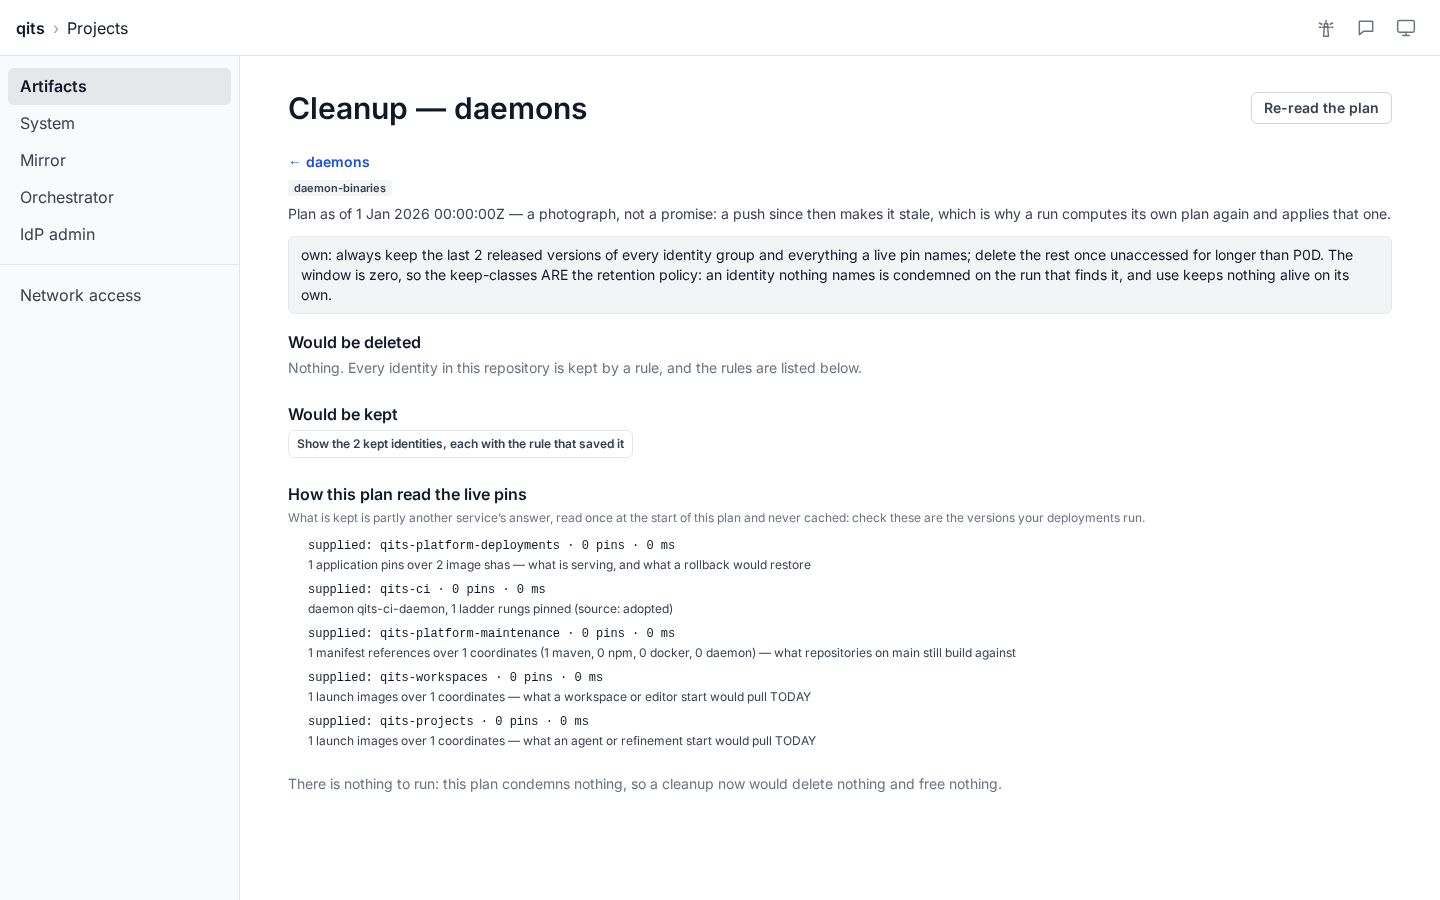 qits › Projects
Artifacts
System
Mirror
Orchestrator
IdP admin
Network access
Cleanup — daemons
Re-read the plan
← daemons
daemon-binaries
Plan as of 1 Jan 2026 00:00:00Z — a photograph, not a promise: a push since then makes it stale, which is why a run computes its own plan again and applies that one.
own: always keep the last 2 released versions of every identity group and everything a live pin names; delete the rest once unaccessed for longer than P0D. The
window is zero, so the keep-classes ARE the retention policy: an identity nothing names is condemned on the run that finds it, and use keeps nothing alive on its
own.
Would be deleted
Nothing. Every identity in this repository is kept by a rule, and the rules are listed below.
Would be kept
Show the 2 kept identities, each with the rule that saved it
How this plan read the live pins
What is kept is partly another service’s answer, read once at the start of this plan and never cached: check these are the versions your deployments run.
supplied: qits-platform-deployments · 0 pins · 0 ms
1 application pins over 2 image shas — what is serving, and what a rollback would restore
supplied: qits-ci · 0 pins · 0 ms
daemon qits-ci-daemon, 1 ladder rungs pinned (source: adopted)
supplied: qits-platform-maintenance · 0 pins · 0 ms
1 manifest references over 1 coordinates (1 maven, 0 npm, 0 docker, 0 daemon) — what repositories on main still build against
supplied: qits-workspaces · 0 pins · 0 ms
1 launch images over 1 coordinates — what a workspace or editor start would pull TODAY
supplied: qits-projects · 0 pins · 0 ms
1 launch images over 1 coordinates — what an agent or refinement start would pull TODAY
There is nothing to run: this plan condemns nothing, so a cleanup now would delete nothing and free nothing.